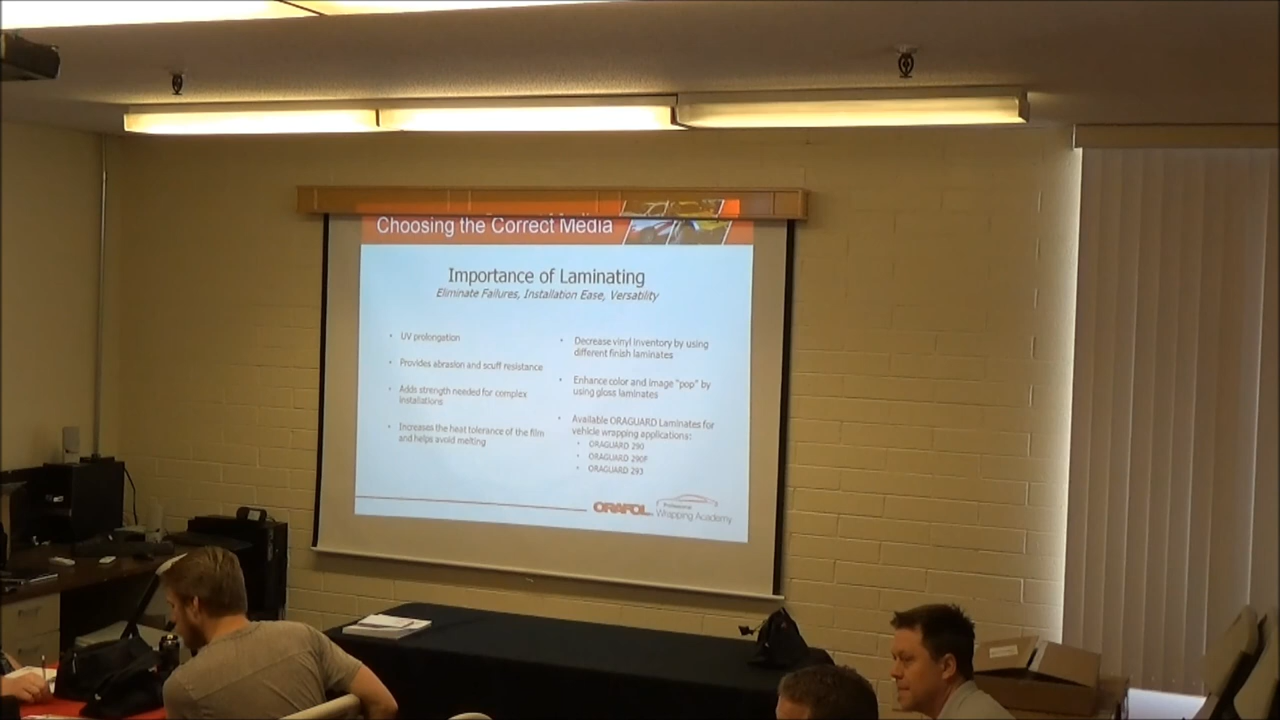 Choosing the Correct Media
Importance of Laminating
Eliminate Failures, Installation Ease, Versability
• UV prolongation
• Provides abrasion and scuff resistance
• Adds strength needed for complex
installations
• Increases the heat tolerance of the film
and helps avoid melting
• Decrease vinyl inventory by using
different finish laminates
• Enhance color and image "pop" by
using gloss laminates
• Available ORAGUARD Laminates for
vehicle wrapping applications:
• ORAGUARD 290
• ORAGUARD 290F
• ORAGUARD 293
ORAFOL
Professional
Wrapping Academy